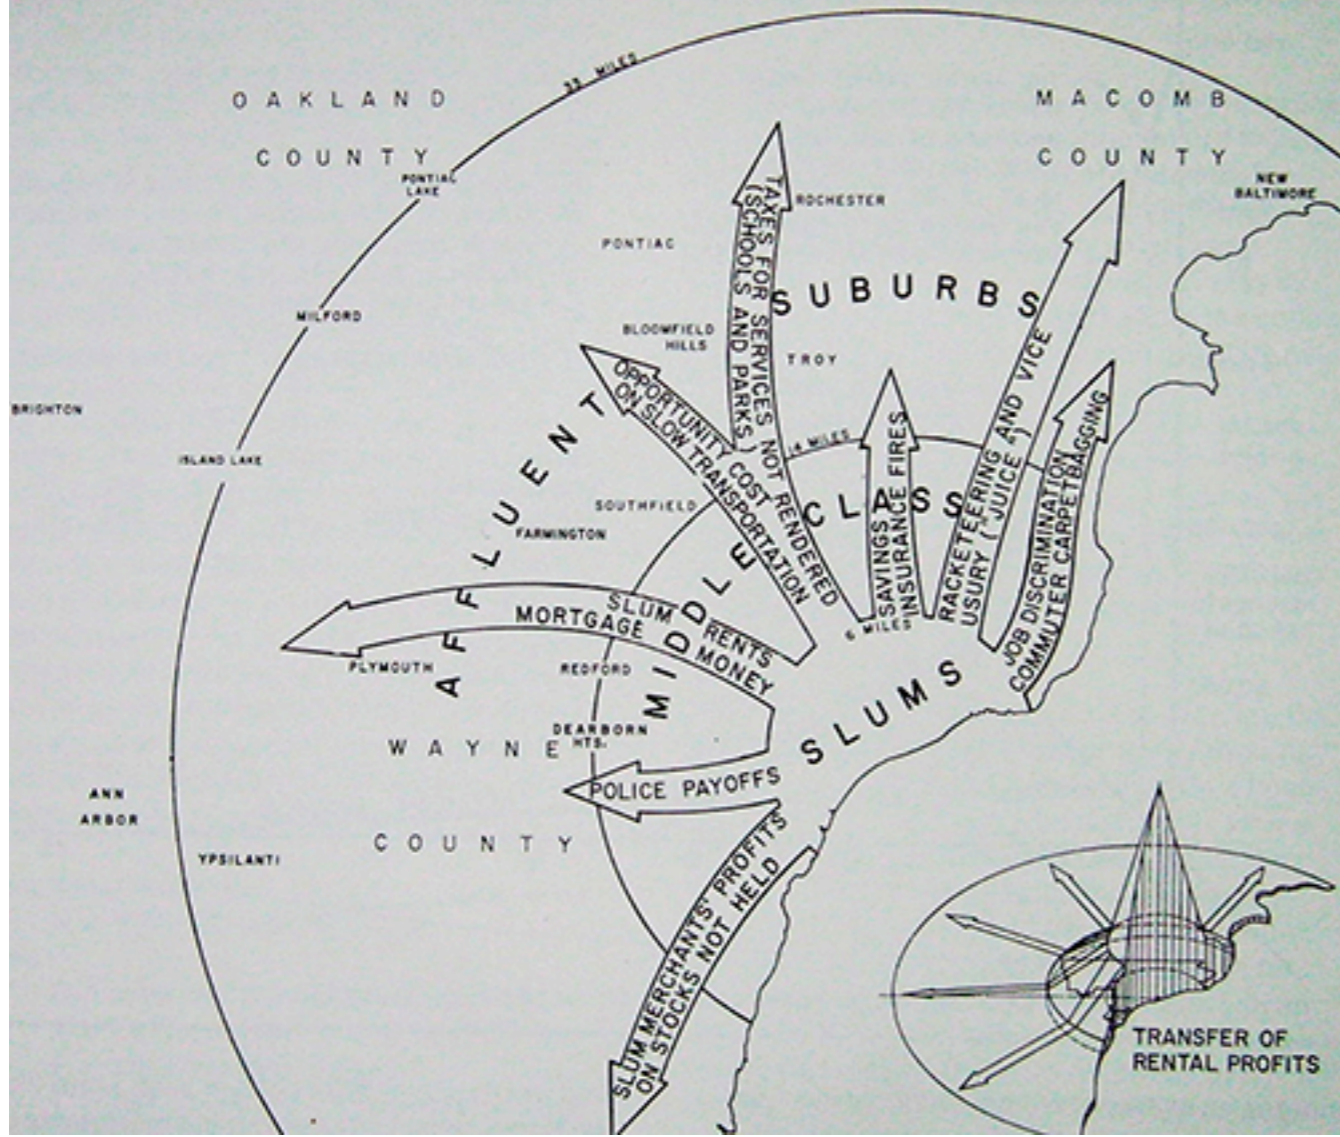 33 MILES
OAKLAND
COUNTY
MACOMB
COUNTY
PONTIAC
LAKE
NEW
BALTIMORE
ROCHESTER
PONTIAC
TAXES FOR SERVICES NOT RENDERED
(SCHOOLS AND PARKS)
SUBURBS
MILFORD
BLOOMFIELD
HILLS
TROY
BRIGHTON
OPPORTUNITY COST
ON SLOW TRANSPORTATION
AFFLUENT
14 MILES
ISLAND LAKE
SOUTHFIELD
FARMINGTON
MIDDLE
CLASS
SAVINGS
INSURANCE FIRES
RACKETEERING AND VICE
USURY ("JUICE")
JOB DISCRIMINATION
COMMUTER CARPETBAGGING
6 MILES
SLUM RENTS
MORTGAGE MONEY
PLYMOUTH
REDFORD
SLUMS
DEARBORN
HTS.
WAYNE
COUNTY
POLICE PAYOFFS
ANN
ARBOR
YPSILANTI
SLUM MERCHANTS' PROFITS
ON STOCKS NOT HELD
TRANSFER OF
RENTAL PROFITS